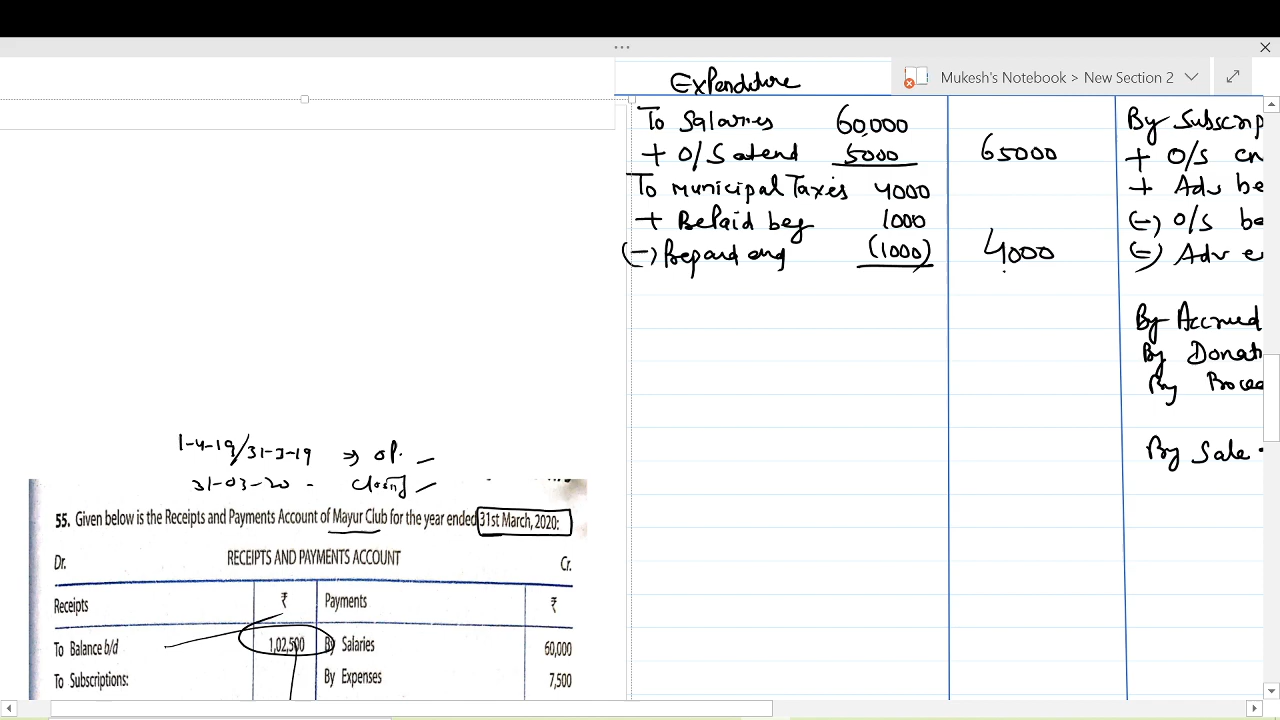 Mukesh's Notebook > New Section 2
Expenditure
To Salaries 60,000
+ O/S at end 5000 65000
To Municipal Taxes 4000
+ Prepaid beg 1000
(-) Prepaid end (1000) 4000
By Subscrip
+ O/S
+ Adv be
(-) O/S be
(-) Adv e
By Accrued
By Donat
By Procee
By Sale
1-4-19/31-3-19 ⇒ op. -
31-03-20 - closing -
55. Given below is the Receipts and Payments Account of Mayur Club for the year ended 31st March, 2020:
Dr. RECEIPTS AND PAYMENTS ACCOUNT Cr.
Receipts ₹ Payments ₹
To Balance b/d 1,02,500 By Salaries 60,000
To Subscriptions: By Expenses 7,500